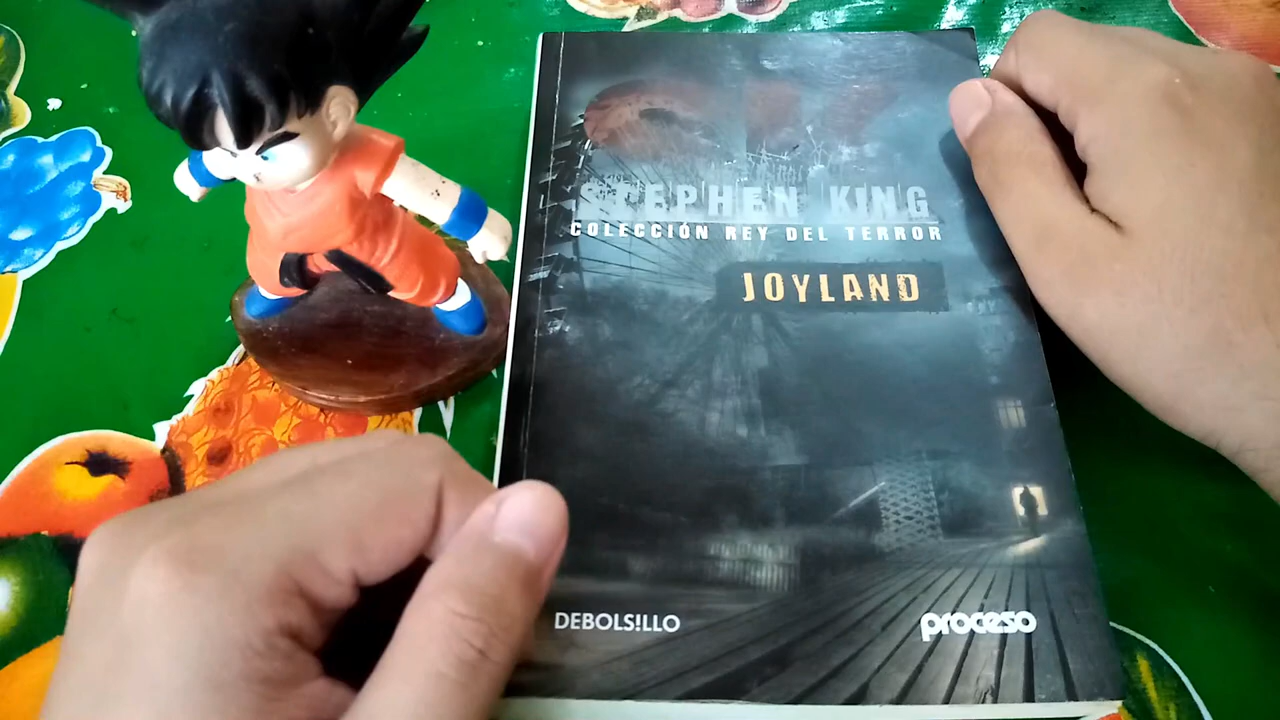 STEPHEN KING
COLECCIÓN REY DEL TERROR
JOYLAND
DEBOLS!LLO
proceso